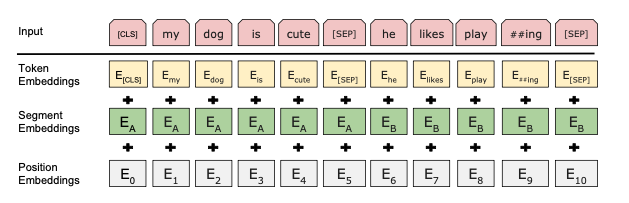 Input [CLS] my dog is cute [SEP] he likes play ##ing [SEP]
Token Embeddings E[CLS] Emy Edog Eis Ecute E[SEP] Ehe Elikes Eplay E##ing E[SEP]
+ + + + + + + + + + +
Segment Embeddings EA EA EA EA EA EA EB EB EB EB EB
+ + + + + + + + + + +
Position Embeddings E0 E1 E2 E3 E4 E5 E6 E7 E8 E9 E10